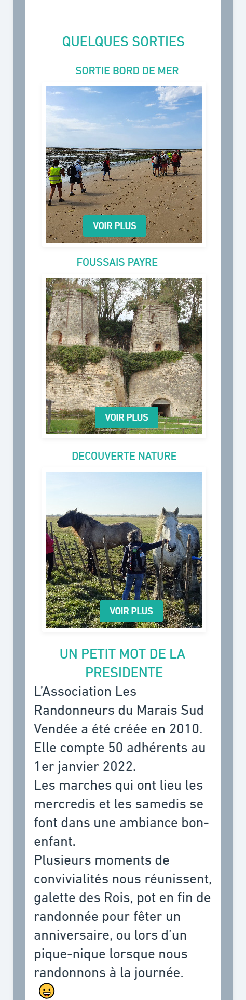 QUELQUES SORTIES
SORTIE BORD DE MER
VOIR PLUS
FOUSSAIS PAYRE
VOIR PLUS
DECOUVERTE NATURE
VOIR PLUS
UN PETIT MOT DE LA
PRESIDENTE
L’Association Les
Randonneurs du Marais Sud
Vendée a été créée en 2010.
Elle compte 50 adhérents au
1er janvier 2022.
Les marches qui ont lieu les
mercredis et les samedis se
font dans une ambiance bon-
enfant.
Plusieurs moments de
convivialités nous réunissent,
galette des Rois, pot en fin de
randonnée pour fêter un
anniversaire, ou lors d’un
pique-nique lorsque nous
randonnons à la journée.